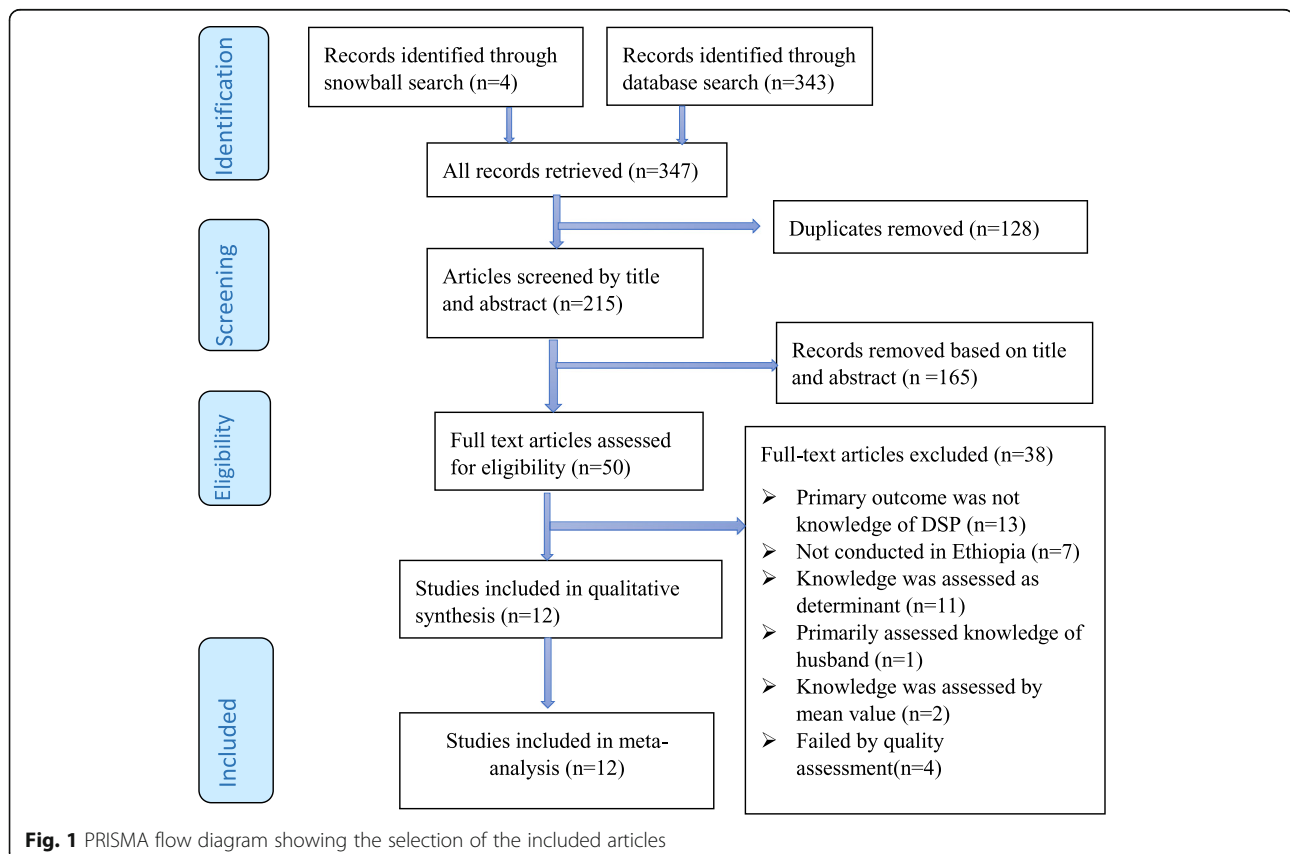 Identification
Records identified through
snowball search (n=4)
Records identified through
database search (n=343)
All records retrieved (n=347)
Duplicates removed (n=128)
Screening
Articles screened by title
and abstract (n=215)
Records removed based on title
and abstract (n =165)
Eligibility
Full text articles assessed
for eligibility (n=50)
Full-text articles excluded (n=38)
➢ Primary outcome was not
knowledge of DSP (n=13)
➢ Not conducted in Ethiopia (n=7)
➢ Knowledge was assessed as
determinant (n=11)
➢ Primarily assessed knowledge of
husband (n=1)
➢ Knowledge was assessed by
mean value (n=2)
➢ Failed by quality
assessment(n=4)
Studies included in qualitative
synthesis (n=12)
Included
Studies included in meta-
analysis (n=12)
Fig. 1 PRISMA flow diagram showing the selection of the included articles